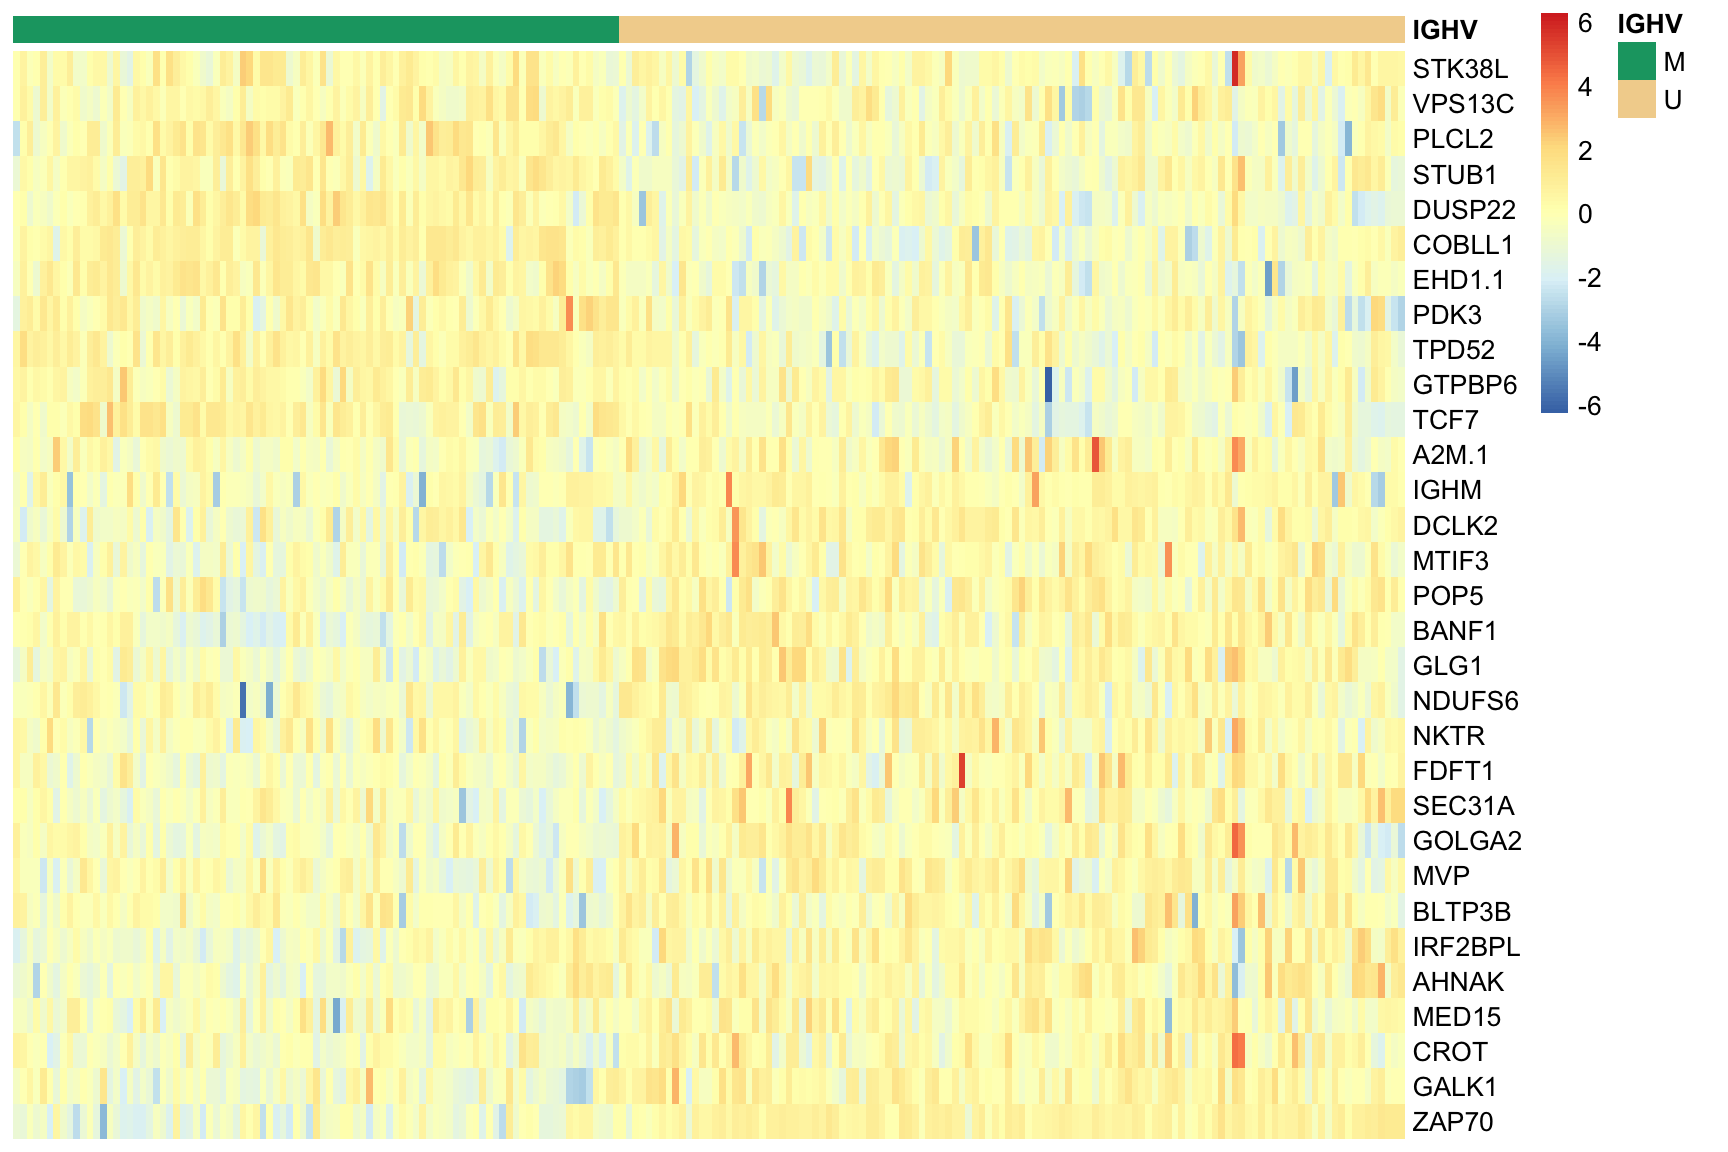 IGHV
STK38L
VPS13C
PLCL2
STUB1
DUSP22
COBLL1
EHD1.1
PDK3
TPD52
GTPBP6
TCF7
A2M.1
IGHM
DCLK2
MTIF3
POP5
BANF1
GLG1
NDUFS6
NKTR
FDFT1
SEC31A
GOLGA2
MVP
BLTP3B
IRF2BPL
AHNAK
MED15
CROT
GALK1
ZAP70
6
4
2
0
-2
-4
-6
IGHV
M
U